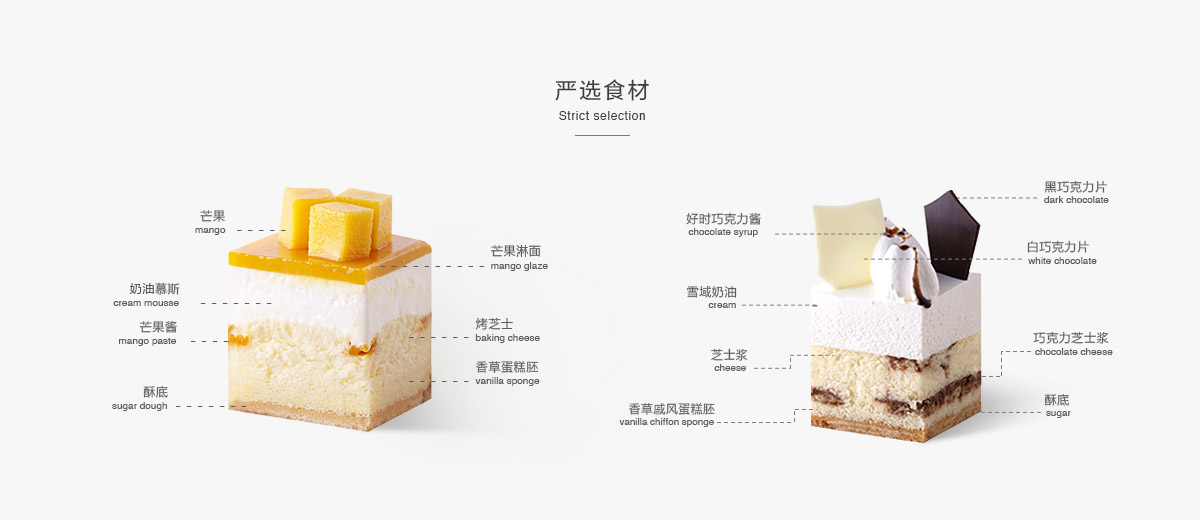 严选食材
Strict selection
芒果
mango
芒果淋面
mango glaze
奶油慕斯
cream mousse
芒果酱
mango paste
烤芝士
baking cheese
香草蛋糕胚
vanilla sponge
酥底
sugar dough
黑巧克力片
dark chocolate
好时巧克力酱
chocolate syrup
白巧克力片
white chocolate
雪域奶油
cream
巧克力芝士浆
chocolate cheese
芝士浆
cheese
香草戚风蛋糕胚
vanilla chiffon sponge
酥底
sugar